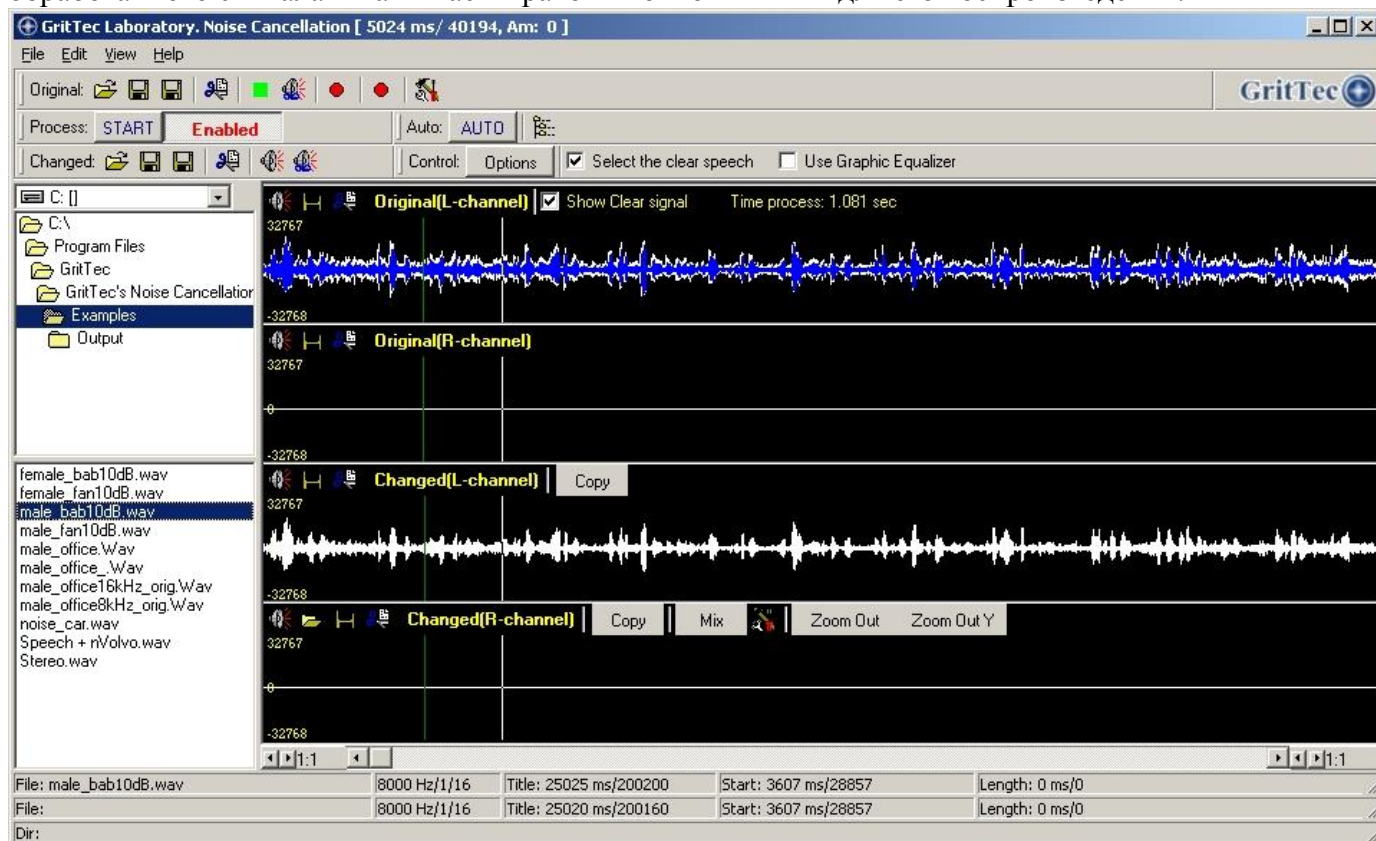 GritTec Laboratory. Noise Cancellation [ 5024 ms/ 40194, Am: 0 ]
File Edit View Help
Original: GritTec
Process: START Enabled Auto: AUTO
Changed: Control: Options Select the clear speech Use Graphic Equalizer
C: []
C:\
Program Files
GritTec
GritTec's Noise Cancellation
Examples
Output
female_bab10dB.wav
female_fan10dB.wav
male_bab10dB.wav
male_fan10dB.wav
male_office.Wav
male_office_.Wav
male_office16kHz_orig.Wav
male_office8kHz_orig.Wav
noise_car.wav
Speech + nVolvo.wav
Stereo.wav
Original(L-channel) Show Clear signal Time process: 1.081 sec
32767
-32768
Original(R-channel)
32767
0
-32768
Changed(L-channel) Copy
32767
-32768
Changed(R-channel) Copy Mix Zoom Out Zoom Out Y
32767
0
-32768
1:1 1:1
File: male_bab10dB.wav 8000 Hz/1/16 Title: 25025 ms/200200 Start: 3607 ms/28857 Length: 0 ms/0
File: 8000 Hz/1/16 Title: 25020 ms/200160 Start: 3607 ms/28857 Length: 0 ms/0
Dir: